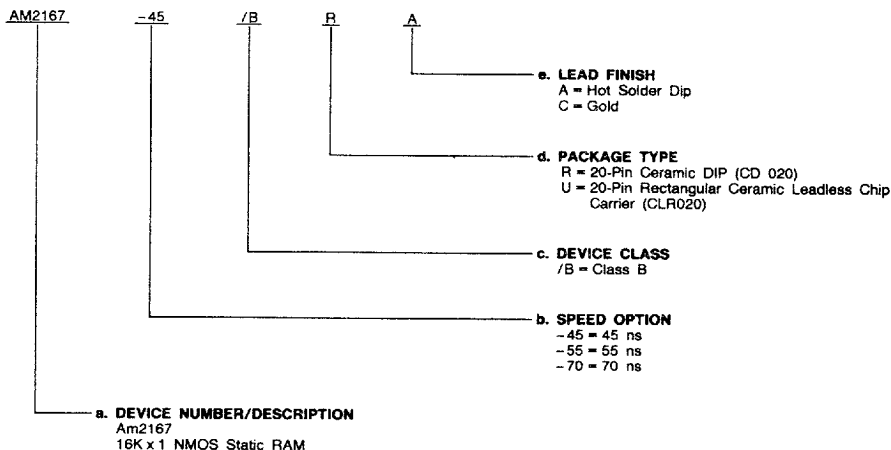 AM2167 -45 /B R A
e. LEAD FINISH
A = Hot Solder Dip
C = Gold
d. PACKAGE TYPE
R = 20-Pin Ceramic DIP (CD 020)
U = 20-Pin Rectangular Ceramic Leadless Chip
Carrier (CLR020)
c. DEVICE CLASS
/B = Class B
b. SPEED OPTION
-45 = 45 ns
-55 = 55 ns
-70 = 70 ns
a. DEVICE NUMBER/DESCRIPTION
Am2167
16K x 1 NMOS Static RAM